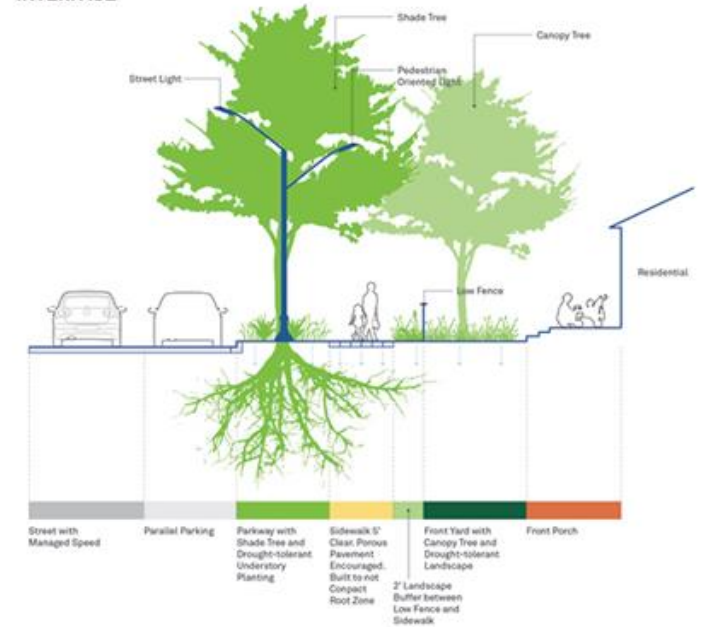 Shade Tree
Canopy Tree
Street Light
Pedestrian
Oriented Light
Low Fence
Residential
Street with
Managed Speed
Parallel Parking
Parkway with
Shade Tree and
Drought-tolerant
Understory
Planting
Sidewalk 5'
Clear. Porous
Pavement
Encouraged.
Built to not
Conpact
Root Zone
2' Landscape
Buffer between
Low Fence and
Sidewalk
Front Yard with
Canopy Tree and
Drought-tolerant
Landscape
Front Porch